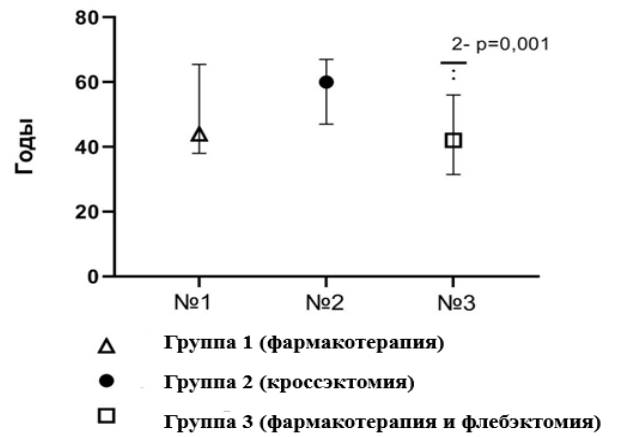 80
2- p=0,001
60
Годы
40
20
0
№1 №2 №3
Группа 1 (фармакотерапия)
Группа 2 (кроссэктомия)
Группа 3 (фармакотерапия и флебэктомия)